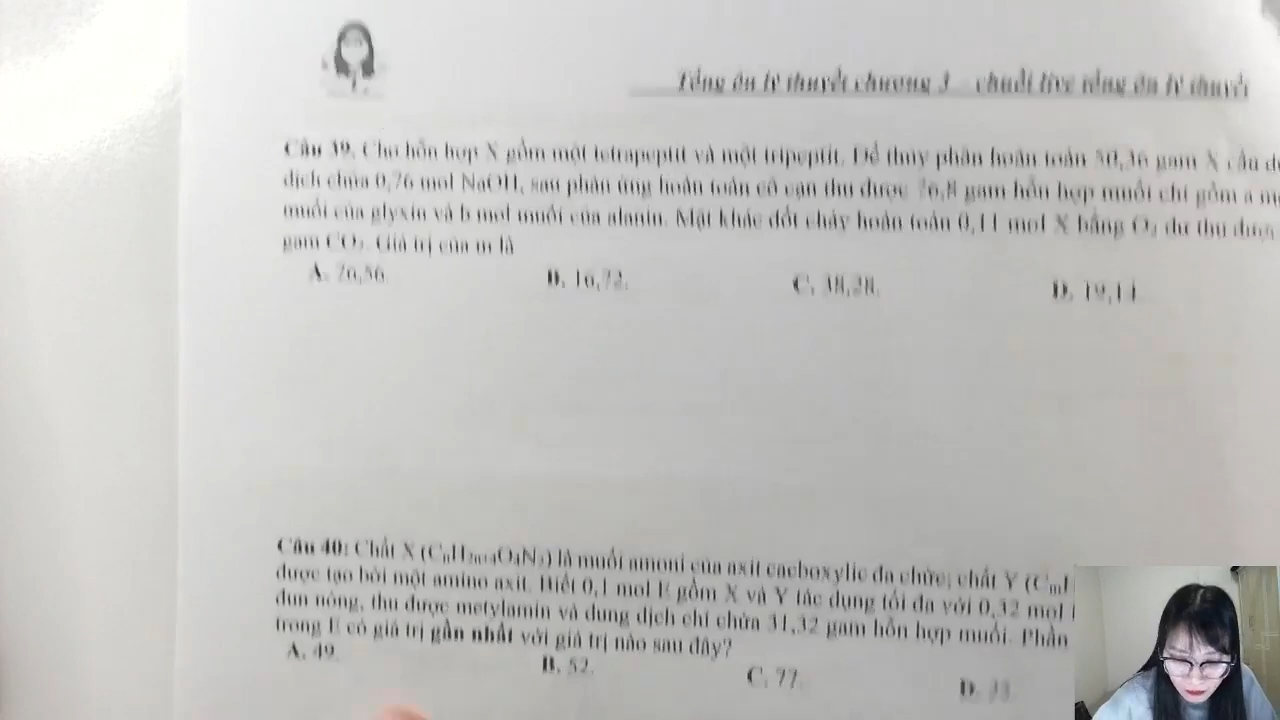 Tổng ôn lý thuyết chương 3 – chuỗi live tổng ôn lý thuyết
Câu 39. Cho hỗn hợp X gồm một tetrapeptit và một tripeptit. Để thủy phân hoàn toàn 50,36 gam X cần
dịch chứa 0,76 mol NaOH, sau phản ứng hoàn toàn cô cạn thu được 76,8 gam hỗn hợp muối chỉ gồm a
muối của glyxin và b mol muối của alanin. Mặt khác đốt cháy hoàn toàn 0,11 mol X bằng O₂ dư thu được
gam CO₂. Giá trị của m là
A. 76,56. B. 16,72. C. 38,28. D. 19,14
Câu 40: Chất X (CₙH₂ₙ₊₄O₄N₂) là muối amoni của axit cacboxylic đa chức; chất Y (Cₘ
được tạo bởi một amino axit. Biết 0,1 mol E gồm X và Y tác dụng tối đa với 0,32 mol
đun nóng, thu được metylamin và dung dịch chỉ chứa 31,32 gam hỗn hợp muối. Phần
trong E có giá trị gần nhất với giá trị nào sau đây?
A. 49. B. 52. C. 77. D.